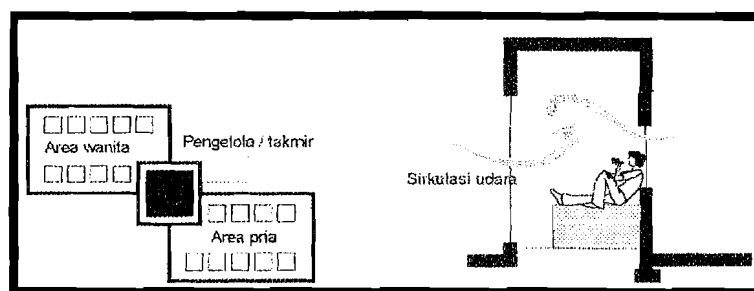 Area wanita
Pengelola / takmir
Area pria
Sirkulasi udara